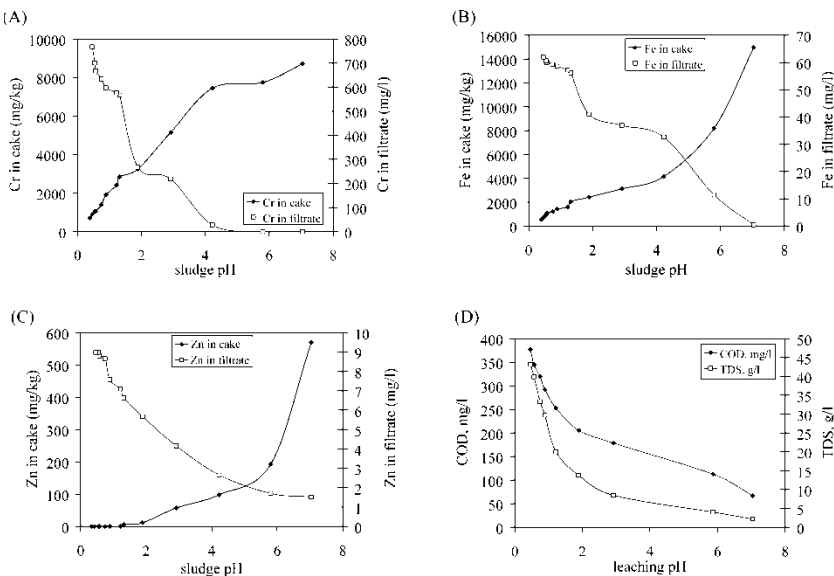 (A)
Cr in cake (mg/kg)
10000
8000
6000
4000
2000
0
800
700
600
500
400
300
200
100
0
Cr in filtrate (mg/l)
Cr in cake
Cr in filtrate
0 2 4 6 8
sludge pH
(B)
Fe in cake (mg/kg)
16000
14000
12000
10000
8000
6000
4000
2000
0
70
60
50
40
30
20
10
0
Fe in filtrate (mg/l)
Fe in cake
Fe in filtrate
0 2 4 6 8
sludge pH
(C)
Zn in cake (mg/kg)
600
500
400
300
200
100
0
10
9
8
7
6
5
4
3
2
1
0
Zn in filtrate (mg/l)
Zn in cake
Zn in filtrate
0 2 4 6 8
sludge pH
(D)
COD, mg/l
400
350
300
250
200
150
100
50
0
50
45
40
35
30
25
20
15
10
5
0
TDS, g/l
COD, mg/l
TDS, g/l
0 2 4 6 8
leaching pH